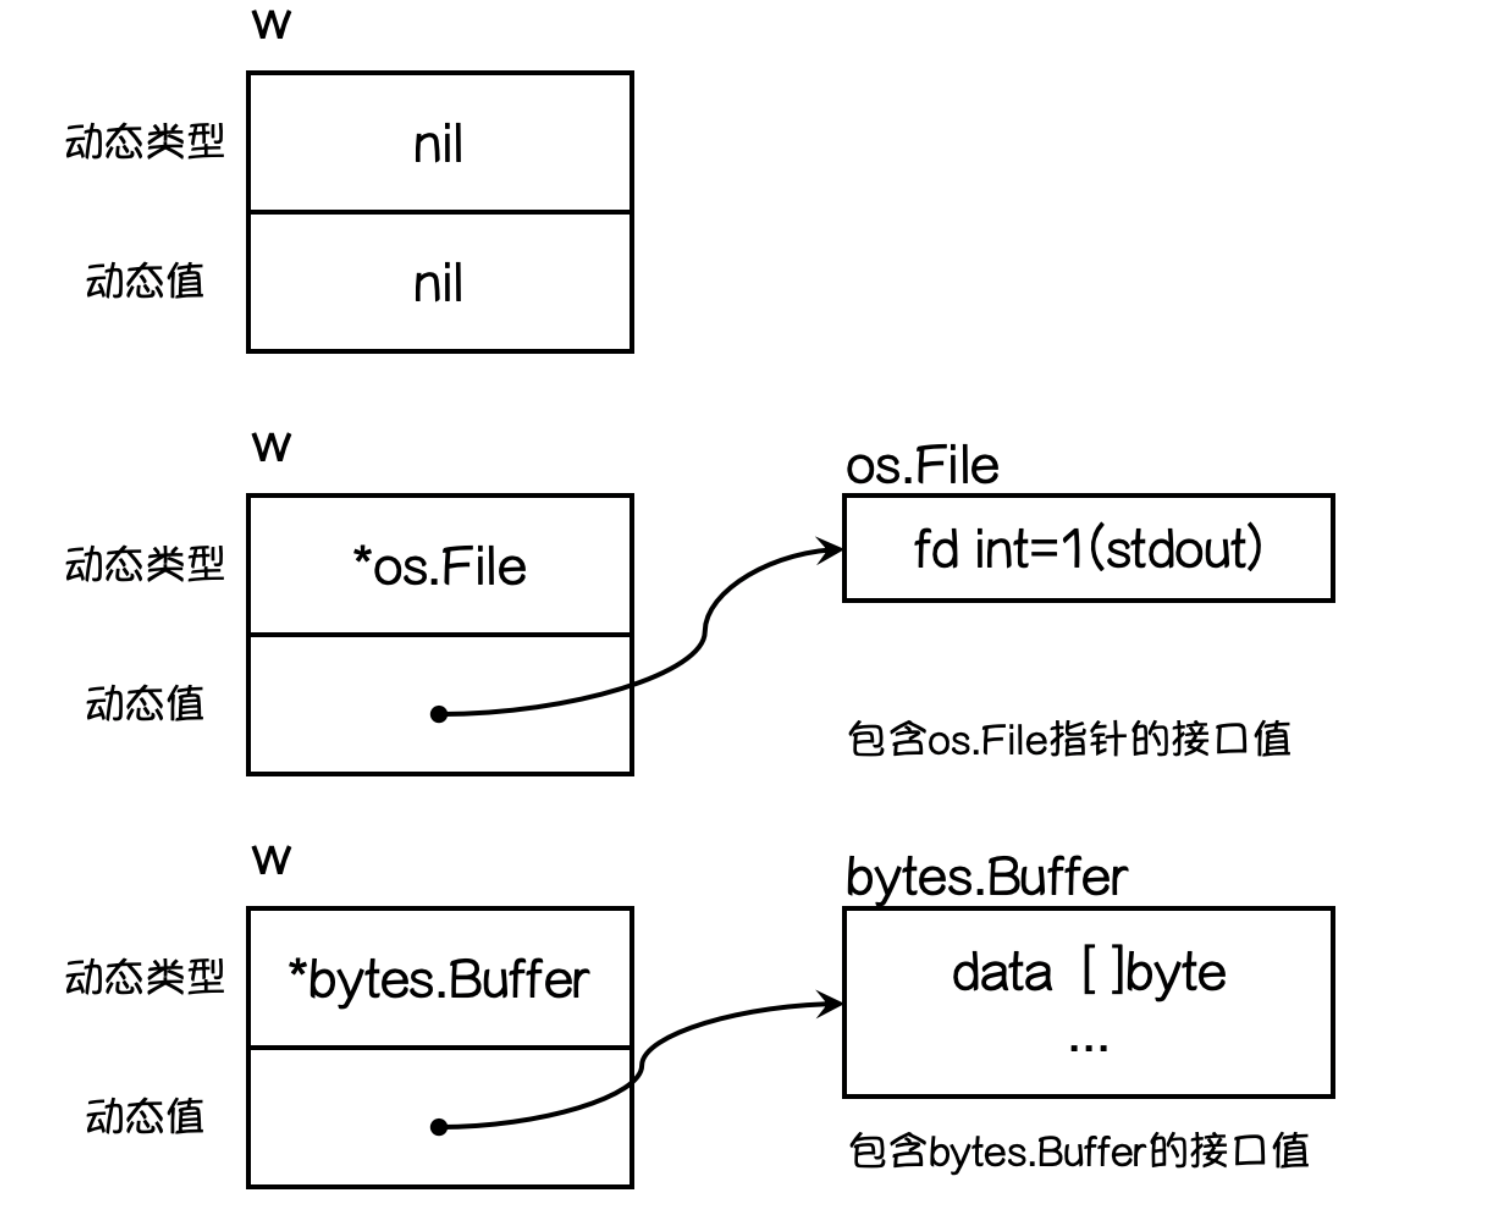 w
动态类型
nil
动态值
nil
w
os.File
动态类型
*os.File
fd int=1(stdout)
动态值
包含os.File指针的接口值
w
bytes.Buffer
动态类型
*bytes.Buffer
data [ ]byte
...
动态值
包含bytes.Buffer的接口值